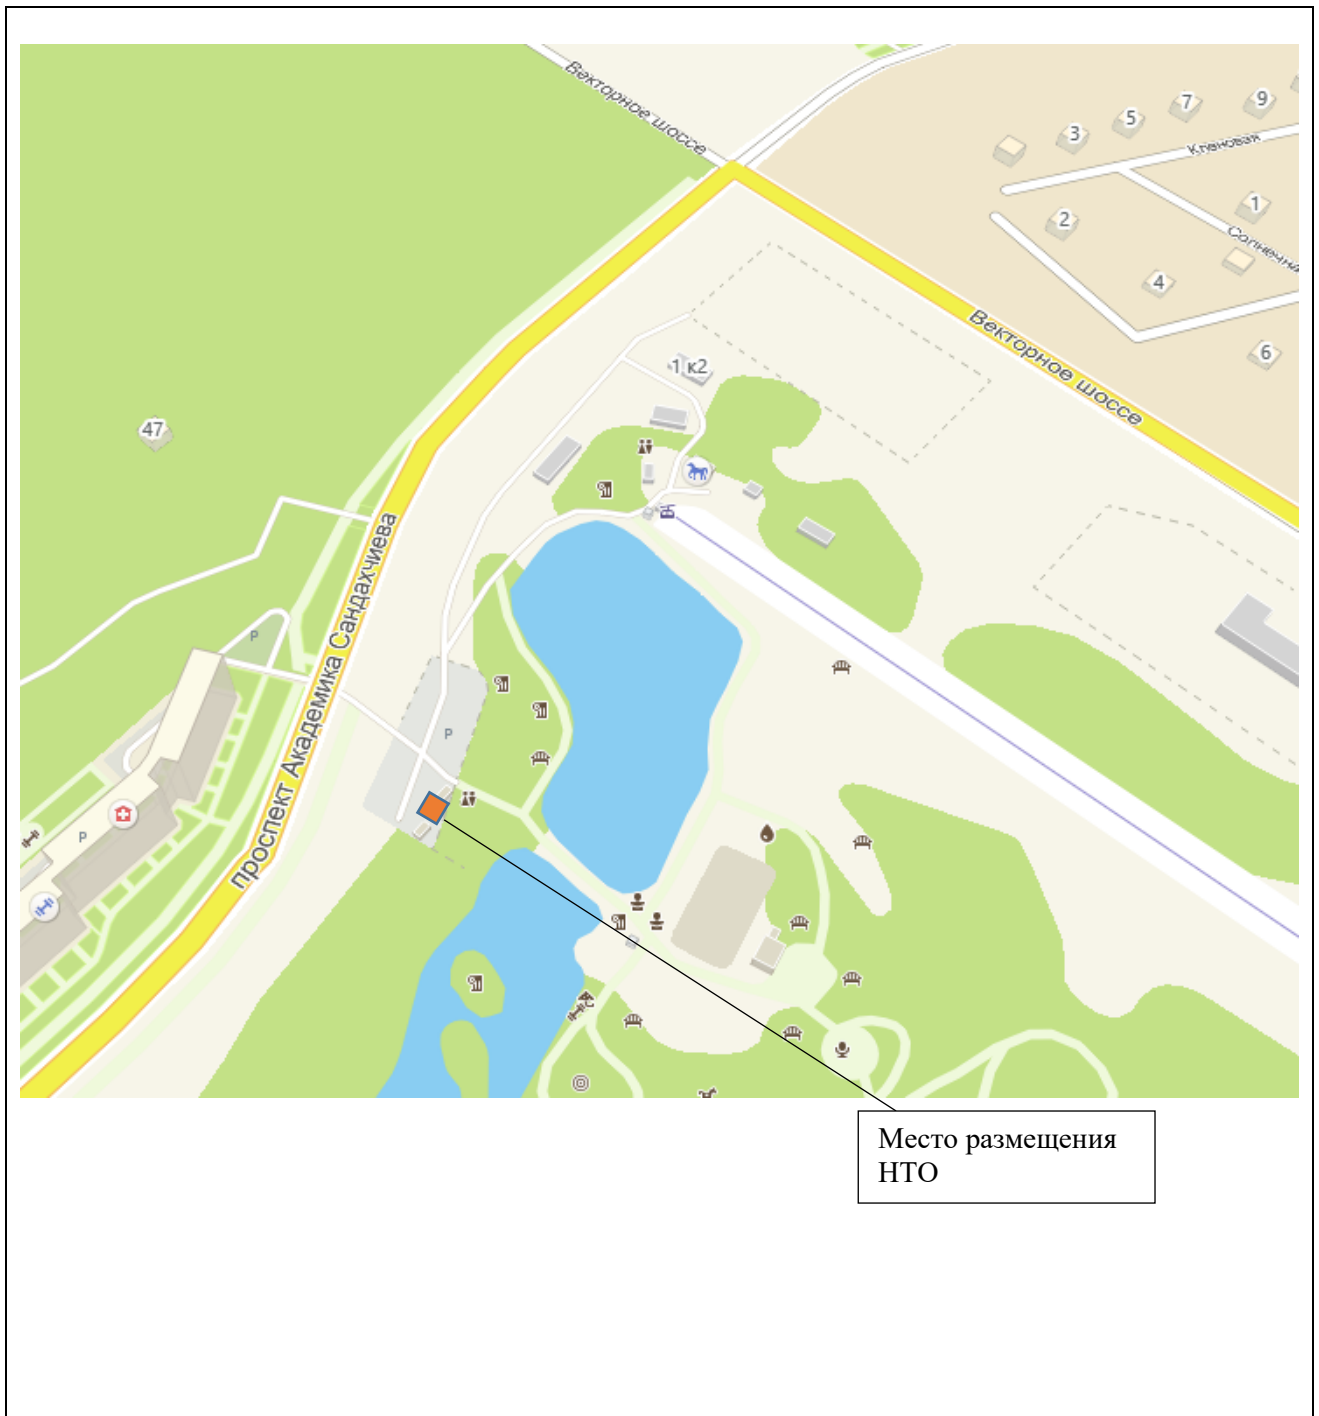 Векторное шоссе
7
9
5
3
Кленовая
1
2
Солнечна
4
Векторное шоссе
6
1 к2
47
проспект Академика Сандахчиева
P
P
P
Место размещения
НТО